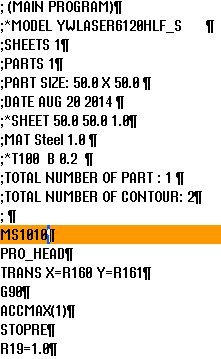 ; (MAIN PROGRAM)¶
;*MODEL YWLASER6120HLF_S ¶
;SHEETS 1¶
;PARTS 1¶
;PART SIZE: 50.0 X 50.0 ¶
;DATE AUG 20 2014 ¶
;*SHEET 50.0 50.0 1.0¶
;MAT Steel 1.0 ¶
;*T100 B 0.2 ¶
;TOTAL NUMBER OF PART : 1 ¶
;TOTAL NUMBER OF CONTOUR: 2¶
; ¶
MS1010¶
PRO_HEAD¶
TRANS X=R160 Y=R161¶
G90¶
ACCMAX(1)¶
STOPRE¶
R19=1.0¶